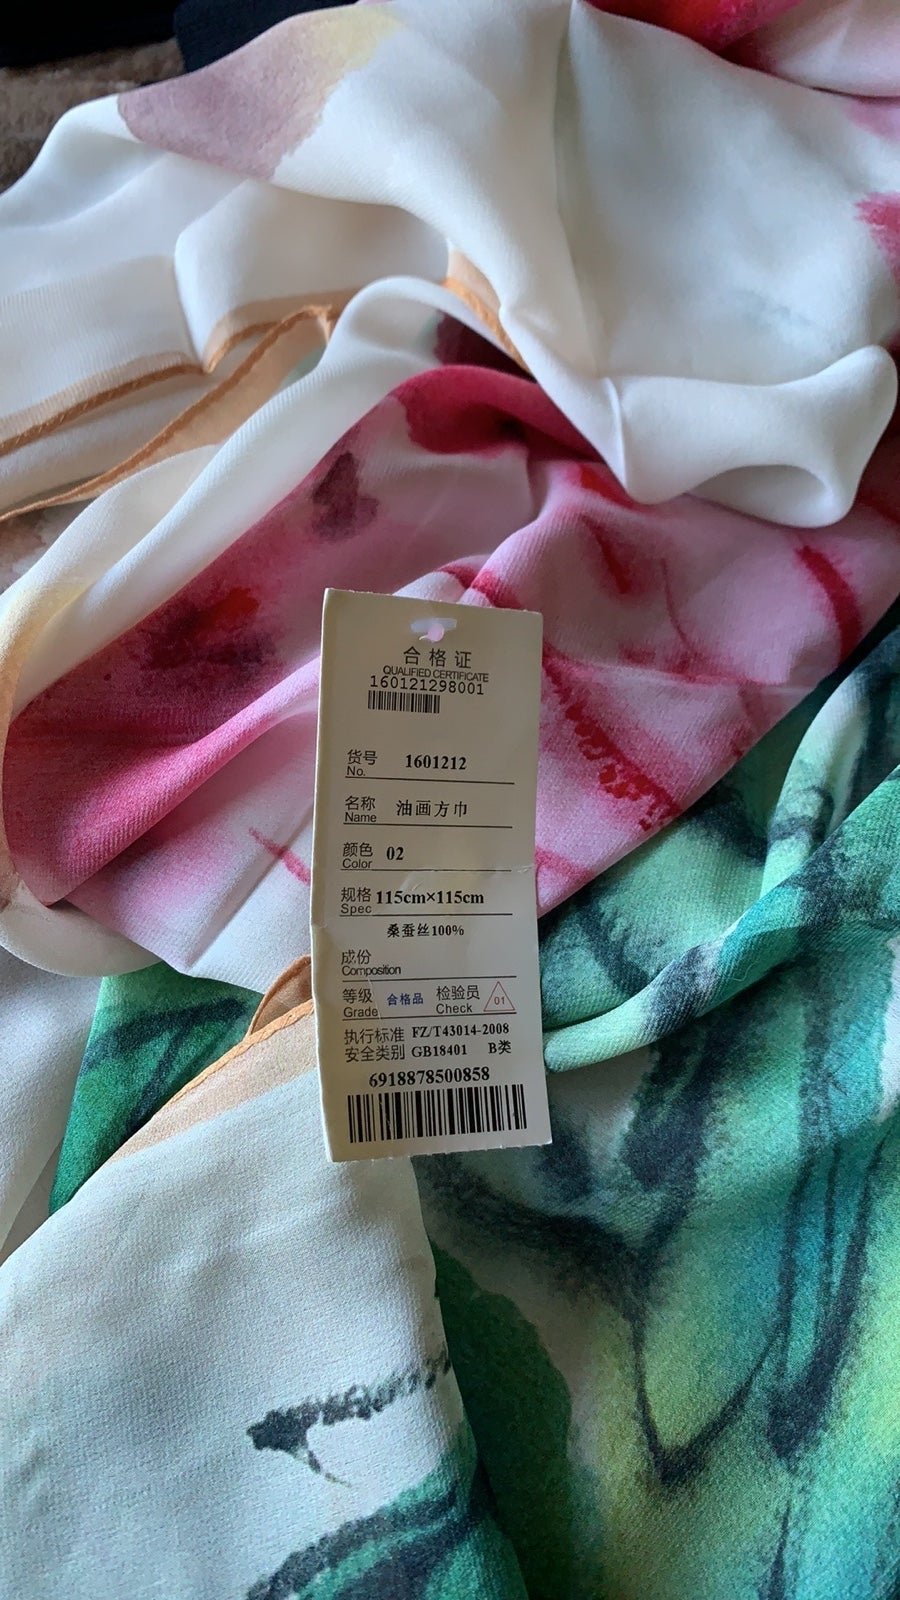 合格证
QUALIFIED CERTIFICATE
160121298001
货号 1601212
No.
名称 油画方巾
Name
颜色 02
Color
规格 115cm×115cm
Spec
桑蚕丝100%
成份
Composition
等级 合格品 检验员 01
Grade Check
执行标准 FZ/T43014-2008
安全类别 GB18401 B类
6918878500858